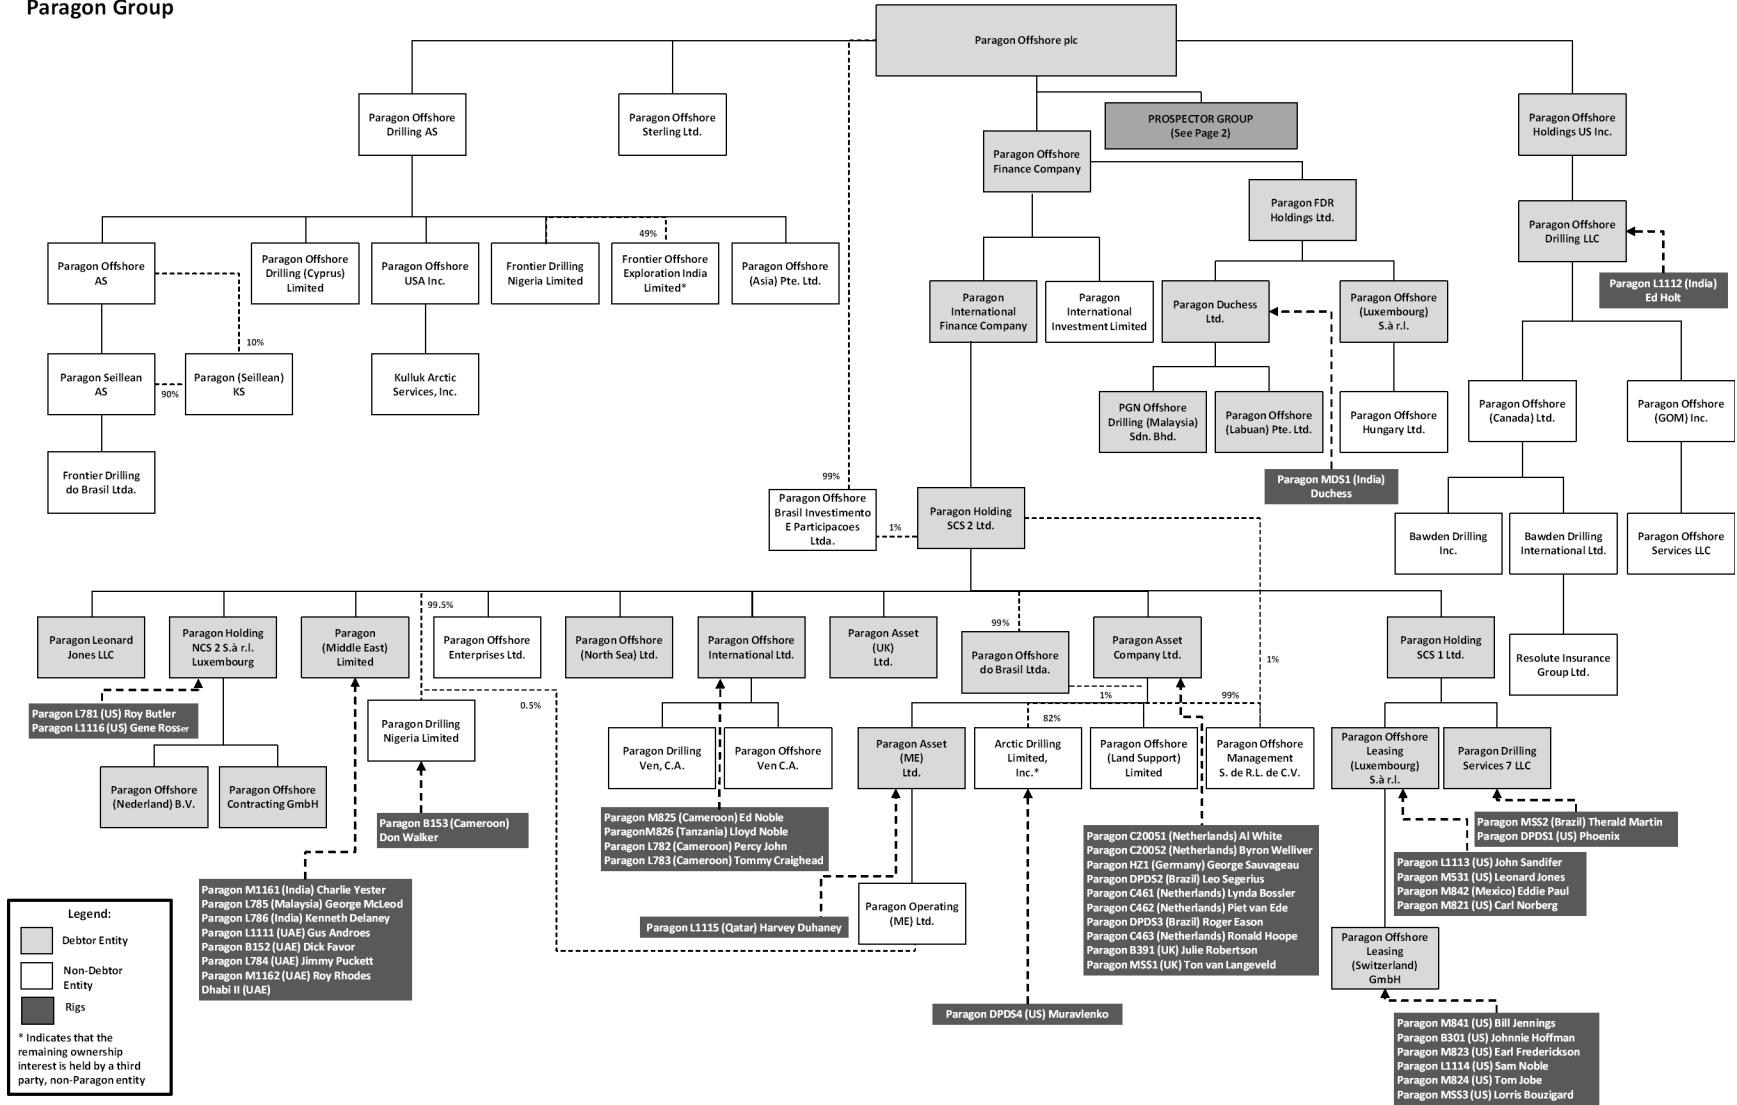 Paragon Group
Paragon Offshore plc
Paragon Offshore
Drilling AS
Paragon Offshore
Sterling Ltd.
PROSPECTOR GROUP
(See Page 2)
Paragon Offshore
Holdings US Inc.
Paragon Offshore
Finance Company
Paragon FDR
Holdings Ltd.
Paragon Offshore
Drilling LLC
49%
Paragon Offshore
AS
Paragon Offshore
Drilling (Cyprus)
Limited
Paragon Offshore
USA Inc.
Frontier Drilling
Nigeria Limited
Frontier Offshore
Exploration India
Limited*
Paragon Offshore
(Asia) Pte. Ltd.
Paragon L1112 (India)
Ed Holt
Paragon
International
Finance Company
Paragon
International
Investment Limited
Paragon Duchess
Ltd.
Paragon Offshore
(Luxembourg)
S.à r.l.
10%
Paragon Seillean
AS
90%
Paragon (Seillean)
KS
Kulluk Arctic
Services, Inc.
PGN Offshore
Drilling (Malaysia)
Sdn. Bhd.
Paragon Offshore
(Labuan) Pte. Ltd.
Paragon Offshore
Hungary Ltd.
Paragon Offshore
(Canada) Ltd.
Paragon Offshore
(GOM) Inc.
Frontier Drilling
do Brasil Ltda.
99%
Paragon MDS1 (India)
Duchess
Paragon Offshore
Brasil Investimento
E Participacoes
Ltda.
1%
Paragon Holding
SCS 2 Ltd.
Bawden Drilling
Inc.
Bawden Drilling
International Ltd.
Paragon Offshore
Services LLC
99.5%
99%
Paragon Leonard
Jones LLC
Paragon Holding
NCS 2 S.à r.l.
Luxembourg
Paragon
(Middle East)
Limited
Paragon Offshore
Enterprises Ltd.
Paragon Offshore
(North Sea) Ltd.
Paragon Offshore
International Ltd.
Paragon Asset
(UK)
Ltd.
Paragon Offshore
do Brasil Ltda.
Paragon Asset
Company Ltd.
1%
Paragon Holding
SCS 1 Ltd.
Resolute Insurance
Group Ltd.
Paragon L781 (US) Roy Butler
Paragon L1116 (US) Gene Rosser
0.5%
1%
99%
82%
Paragon Drilling
Nigeria Limited
Paragon Drilling
Ven, C.A.
Paragon Offshore
Ven C.A.
Paragon Asset
(ME)
Ltd.
Arctic Drilling
Limited,
Inc.*
Paragon Offshore
(Land Support)
Limited
Paragon Offshore
Management
S. de R.L. de C.V.
Paragon Offshore
Leasing
(Luxembourg)
S.à r.l.
Paragon Drilling
Services 7 LLC
Paragon Offshore
(Nederland) B.V.
Paragon Offshore
Contracting GmbH
Paragon B153 (Cameroon)
Don Walker
Paragon M825 (Cameroon) Ed Noble
ParagonM826 (Tanzania) Lloyd Noble
Paragon L782 (Cameroon) Percy John
Paragon L783 (Cameroon) Tommy Craighead
Paragon C20051 (Netherlands) Al White
Paragon C20052 (Netherlands) Byron Welliver
Paragon HZ1 (Germany) George Sauvageau
Paragon DPDS2 (Brazil) Leo Segerius
Paragon C461 (Netherlands) Lynda Bossler
Paragon C462 (Netherlands) Piet van Ede
Paragon DPDS3 (Brazil) Roger Eason
Paragon C463 (Netherlands) Ronald Hoope
Paragon B391 (UK) Julie Robertson
Paragon MSS1 (UK) Ton van Langeveld
Paragon MSS2 (Brazil) Therald Martin
Paragon DPDS1 (US) Phoenix
Paragon L1113 (US) John Sandifer
Paragon M531 (US) Leonard Jones
Paragon M842 (Mexico) Eddie Paul
Paragon M821 (US) Carl Norberg
Paragon M1161 (India) Charlie Yester
Paragon L785 (Malaysia) George McLeod
Paragon L786 (India) Kenneth Delaney
Paragon L1111 (UAE) Gus Androes
Paragon B152 (UAE) Dick Favor
Paragon L784 (UAE) Jimmy Puckett
Paragon M1162 (UAE) Roy Rhodes
Dhabi II (UAE)
Paragon L1115 (Qatar) Harvey Duhaney
Paragon Operating
(ME) Ltd.
Paragon Offshore
Leasing
(Switzerland)
GmbH
Paragon DPDS4 (US) Muravlenko
Paragon M841 (US) Bill Jennings
Paragon B301 (US) Johnnie Hoffman
Paragon M823 (US) Earl Frederickson
Paragon L1114 (US) Sam Noble
Paragon M824 (US) Tom Jobe
Paragon MSS3 (US) Lorris Bouzigard
Legend:
Debtor Entity
Non-Debtor
Entity
Rigs
* Indicates that the
remaining ownership
interest is held by a third
party, non-Paragon entity